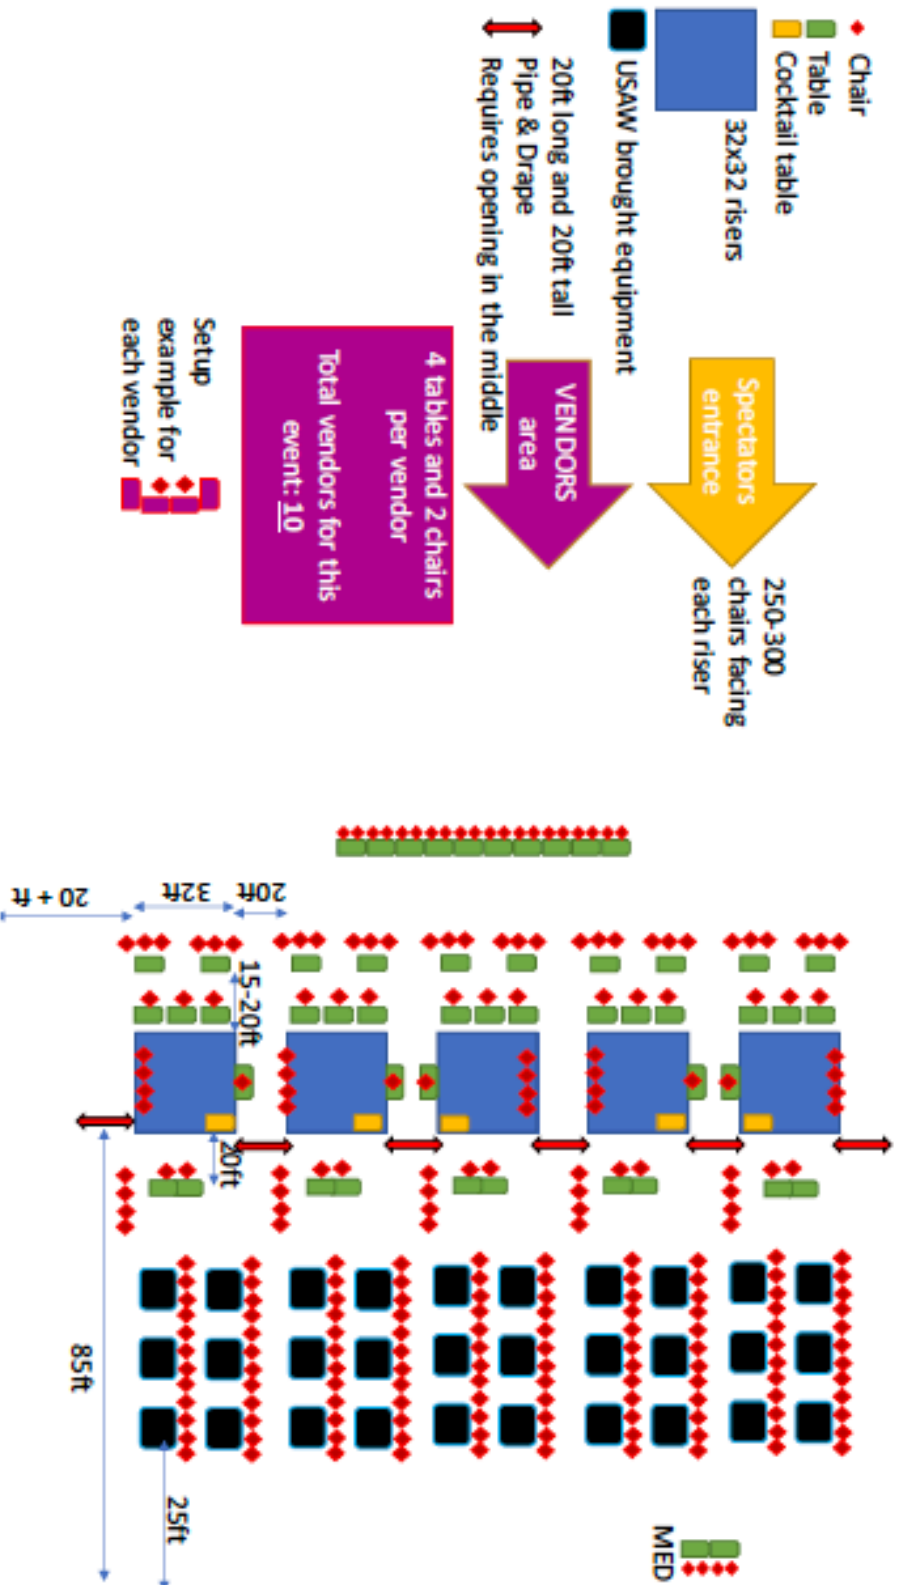 Chair
Table
Cocktail table
32x32 risers
USAW brought equipment
20ft long and 20ft tall
Pipe & Drape
Requires opening in the middle
Spectators
entrance
VENDORS
area
4 tables and 2 chairs
per vendor
Total vendors for this
event: 10
Setup
example for
each vendor
250-300
chairs facing
each riser
20 + ft
32ft
20ft
15-20ft
20ft
85ft
25ft
MED